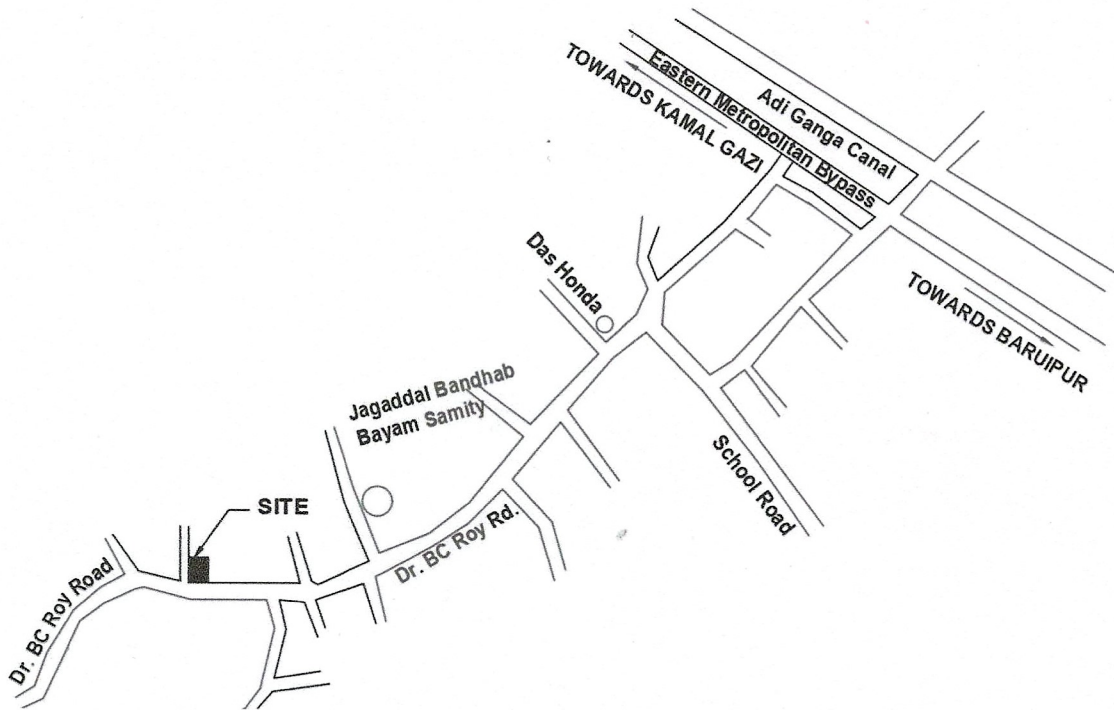 Adi Ganga Canal
Eastern Metropolitan Bypass
TOWARDS KAMAL GAZI
TOWARDS BARUIPUR
Das Honda
Jagaddal Bandhab
Bayam Samity
School Road
SITE
Dr. BC Roy Rd.
Dr. BC Roy Road